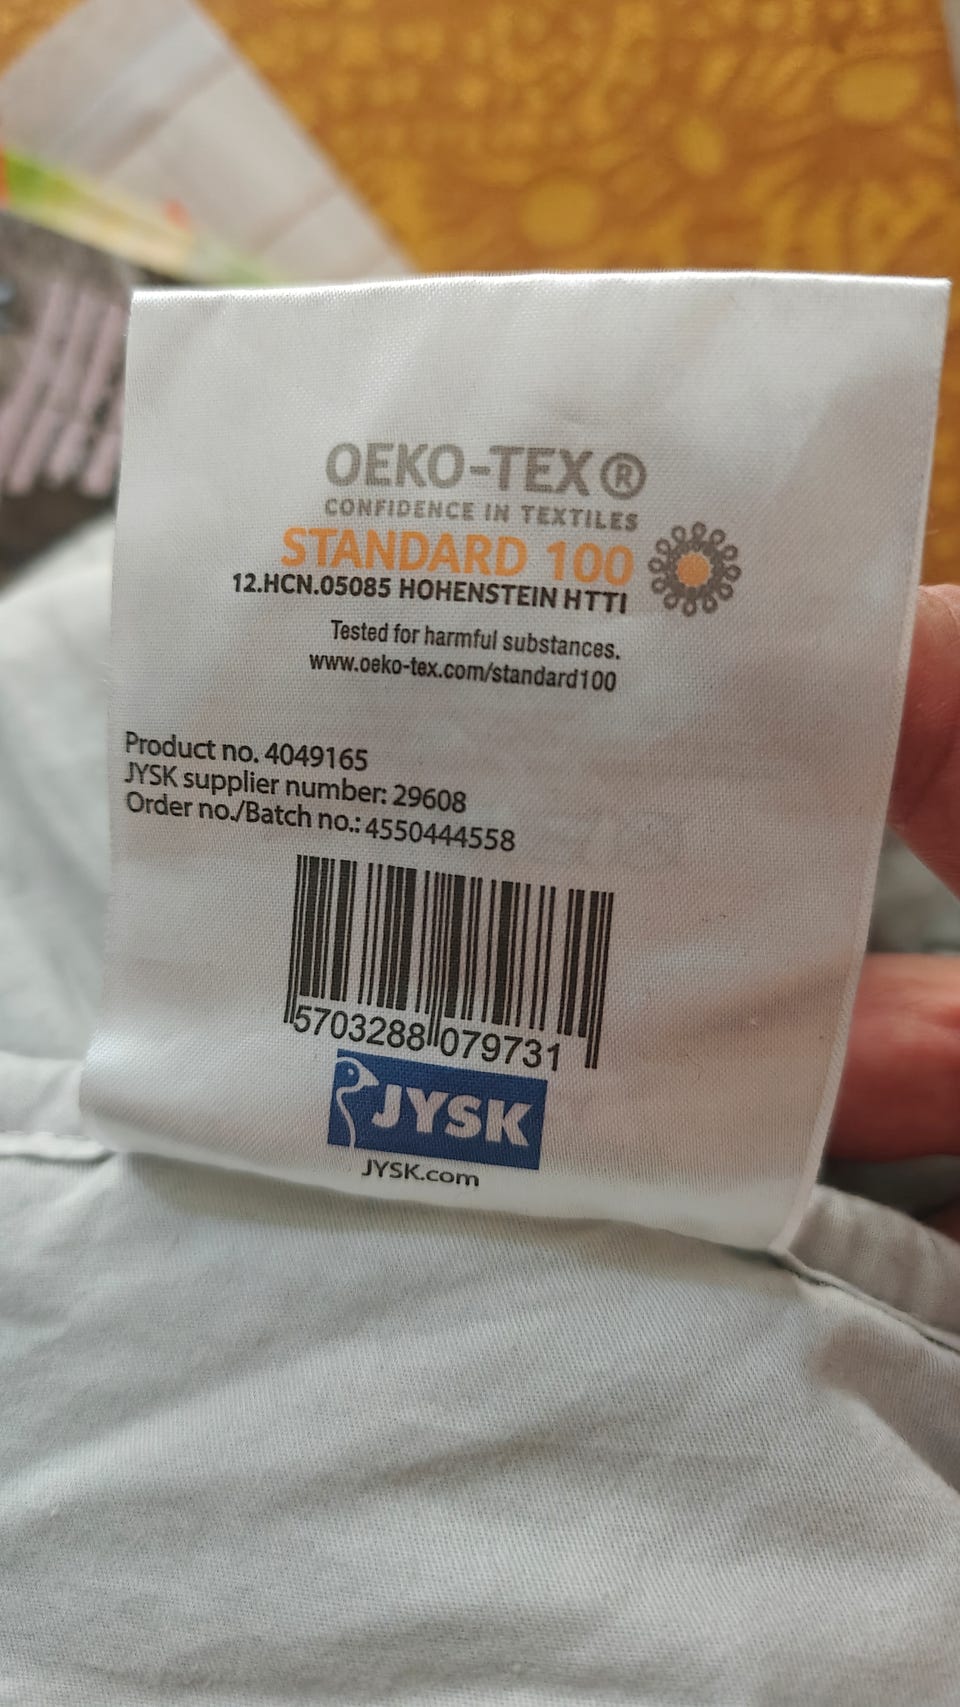 OEKO-TEX®
CONFIDENCE IN TEXTILES
STANDARD 100
12.HCN.05085 HOHENSTEIN HTTI
Tested for harmful substances.
www.oeko-tex.com/standard100
Product no. 4049165
JYSK supplier number: 29608
Order no./Batch no.: 4550444558
5703288 079731
JYSK
JYSK.com